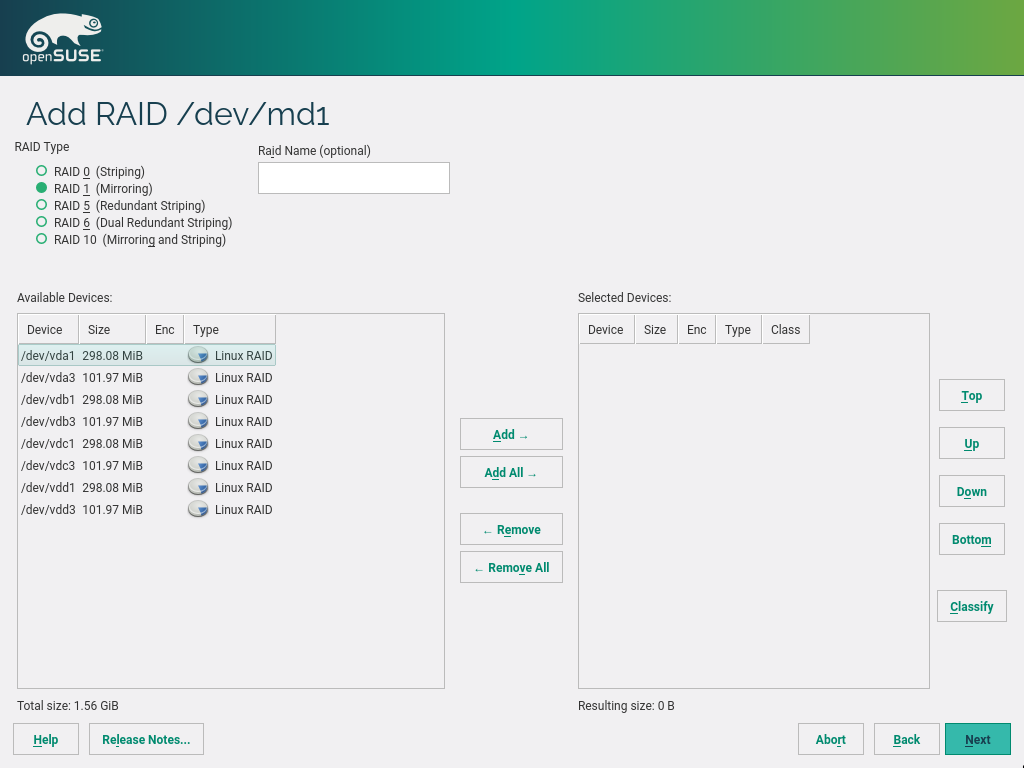 openSUSE
Add RAID /dev/md1
RAID Type
Raid Name (optional)
RAID 0 (Striping)
RAID 1 (Mirroring)
RAID 5 (Redundant Striping)
RAID 6 (Dual Redundant Striping)
RAID 10 (Mirroring and Striping)
Available Devices:
Device Size Enc Type
/dev/vda1 298.08 MiB Linux RAID
/dev/vda3 101.97 MiB Linux RAID
/dev/vdb1 298.08 MiB Linux RAID
/dev/vdb3 101.97 MiB Linux RAID
/dev/vdc1 298.08 MiB Linux RAID
/dev/vdc3 101.97 MiB Linux RAID
/dev/vdd1 298.08 MiB Linux RAID
/dev/vdd3 101.97 MiB Linux RAID
Total size: 1.56 GiB
Add →
Add All →
← Remove
← Remove All
Selected Devices:
Device Size Enc Type Class
Resulting size: 0 B
Top
Up
Down
Bottom
Classify
Help
Release Notes...
Abort
Back
Next